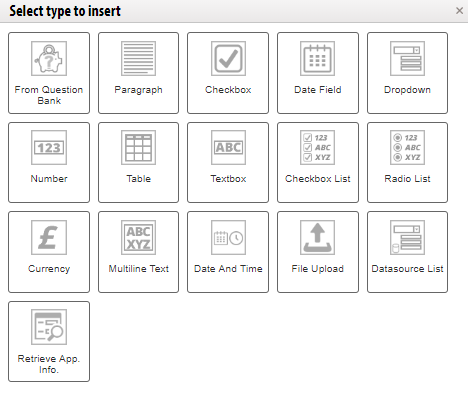 Select type to insert
×
From Question
Bank
Paragraph
Checkbox
Date Field
Dropdown
123
ABC
123
ABC
XYZ
123
ABC
XYZ
Number
Table
Textbox
Checkbox List
Radio List
£
ABC
XYZ
Currency
Multiline Text
Date And Time
File Upload
Datasource List
Retrieve App.
Info.